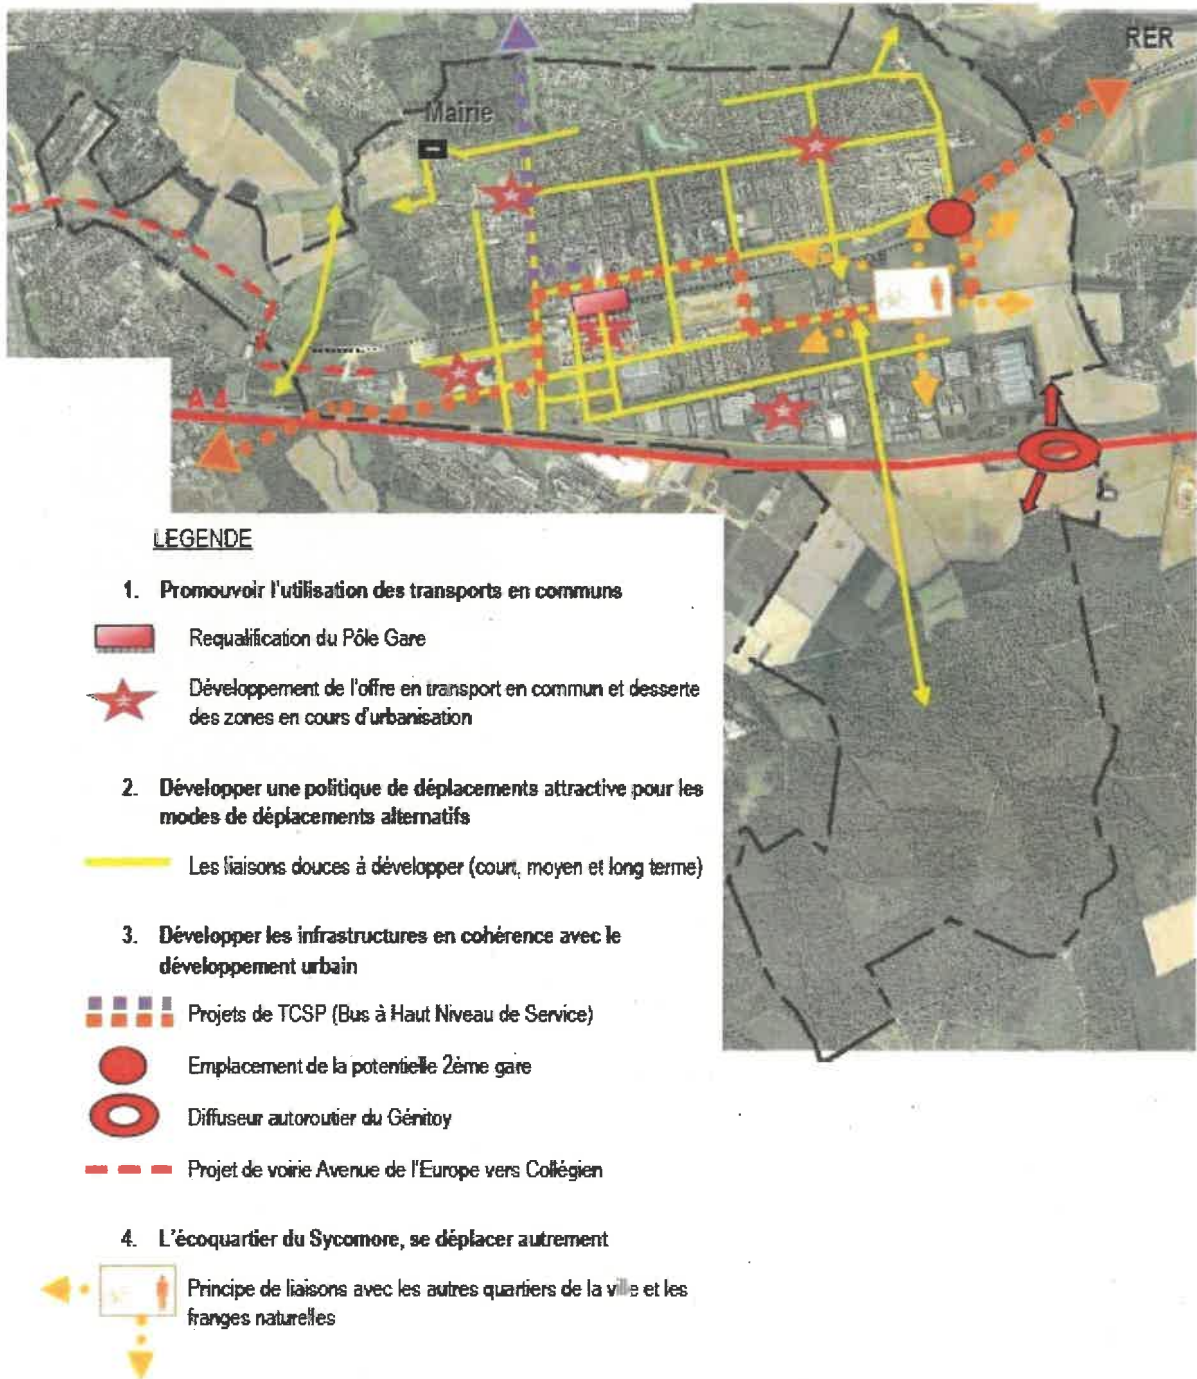 RER
Mairie
A 4
LEGENDE
1. Promouvoir l'utilisation des transports en communs
Requalification du Pôle Gare
Développement de l'offre en transport en commun et desserte
des zones en cours d'urbanisation
2. Développer une politique de déplacements attractive pour les
modes de déplacements alternatifs
Les liaisons douces à développer (court, moyen et long terme)
3. Développer les infrastructures en cohérence avec le
développement urbain
Projets de TCSP (Bus à Haut Niveau de Service)
Emplacement de la potentielle 2ème gare
Diffuseur autoroutier du Génitoy
Projet de voirie Avenue de l'Europe vers Collégien
4. L'écoquartier du Sycomore, se déplacer autrement
Principe de liaisons avec les autres quartiers de la ville et les
franges naturelles